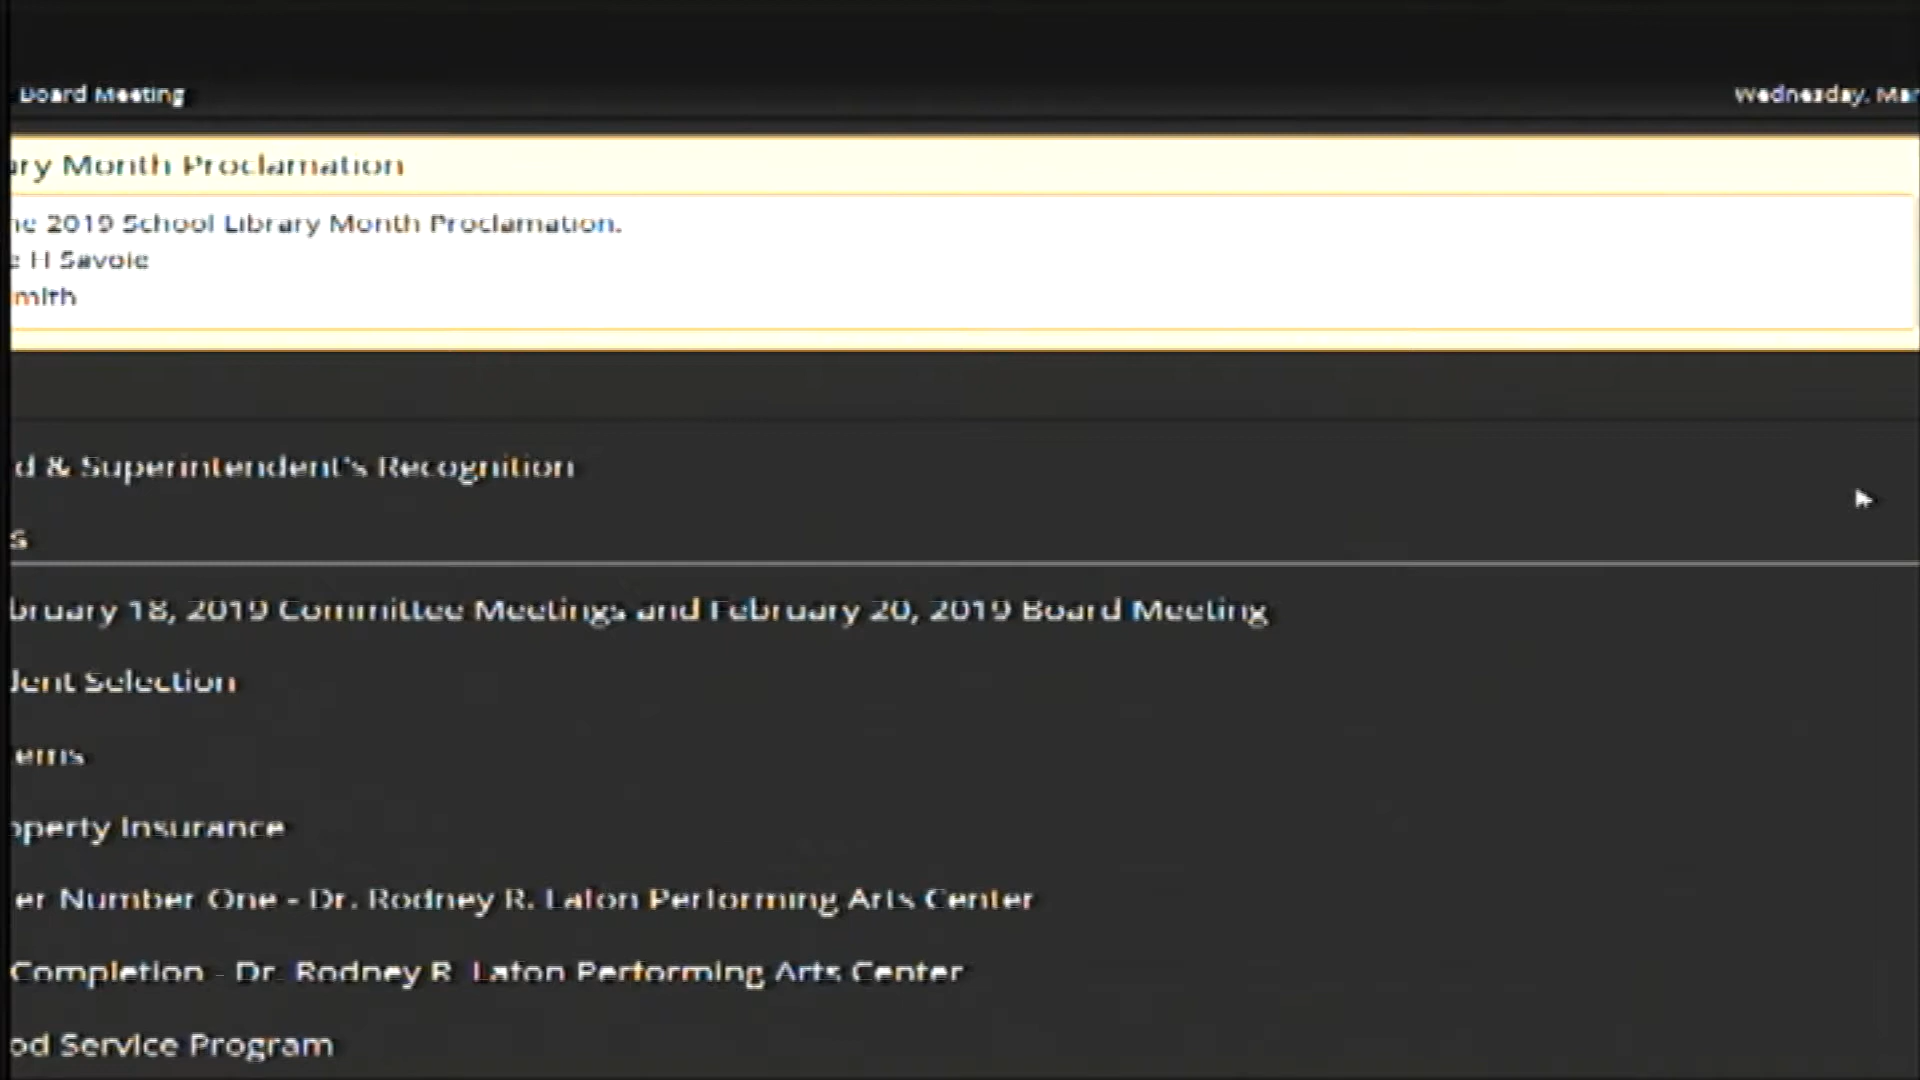 Board Meeting
Wednesday, Mar
ary Month Proclamation
he 2019 School Library Month Proclamation.
e H Savoie
mith
d & Superintendent's Recognition
s
bruary 18, 2019 Committee Meetings and February 20, 2019 Board Meeting
dent Selection
ems
operty Insurance
er Number One - Dr. Rodney R. Lafon Performing Arts Center
Completion - Dr. Rodney R. Lafon Performing Arts Center
od Service Program